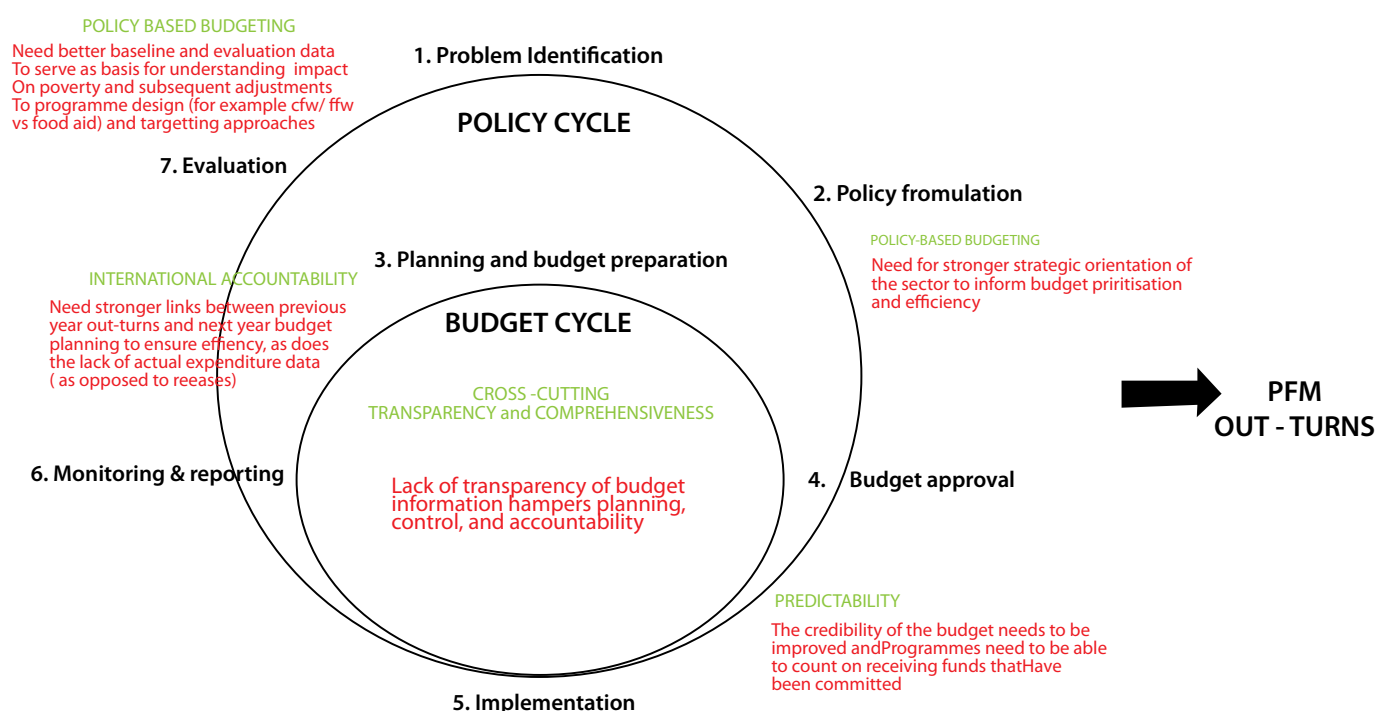 POLICY BASED BUDGETING
Need better baseline and evaluation data
To serve as basis for understanding impact
On poverty and subsequent adjustments
To programme design (for example cfw/ ffw
vs food aid) and targetting approaches
1. Problem Identification
POLICY CYCLE
7. Evaluation
2. Policy fromulation
POLICY-BASED BUDGETING
Need for stronger strategic orientation of
the sector to inform budget priritisation
and efficiency
3. Planning and budget preparation
INTERNATIONAL ACCOUNTABILITY
Need stronger links between previous
year out-turns and next year budget
planning to ensure effiency, as does
the lack of actual expenditure data
( as opposed to reeases)
BUDGET CYCLE
CROSS -CUTTING
TRANSPARENCY and COMPREHENSIVENESS
PFM
OUT - TURNS
6. Monitoring & reporting
Lack of transparency of budget
information hampers planning,
control, and accountability
4. Budget approval
PREDICTABILITY
The credibility of the budget needs to be
improved andProgrammes need to be able
to count on receiving funds thatHave
been committed
5. Implementation